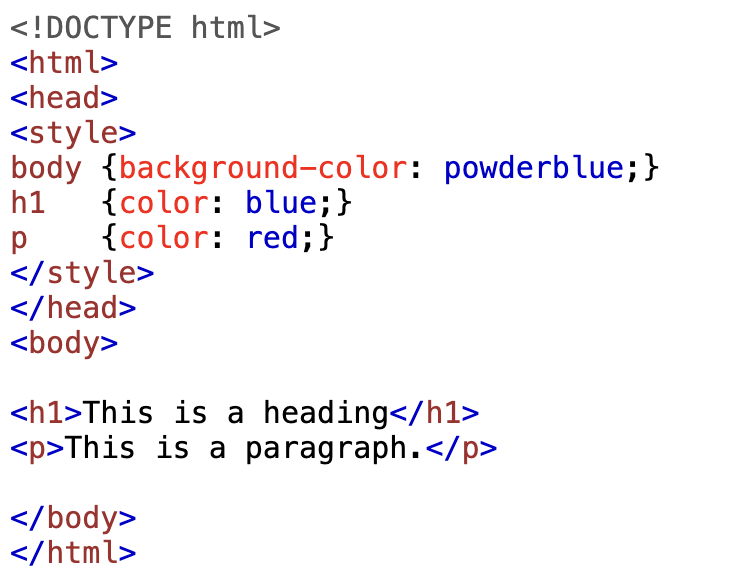 <!DOCTYPE html>
<html>
<head>
<style>
body {background-color: powderblue;}
h1   {color: blue;}
p    {color: red;}
</style>
</head>
<body>

<h1>This is a heading</h1>
<p>This is a paragraph.</p>

</body>
</html>